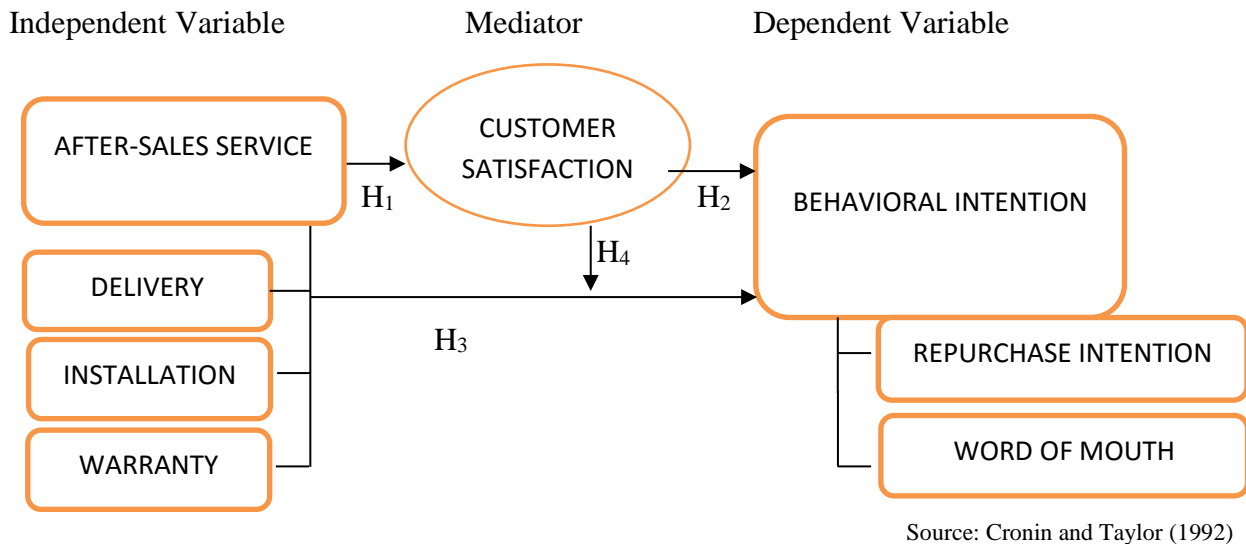 Independent Variable
Mediator
Dependent Variable
AFTER-SALES SERVICE
CUSTOMER
SATISFACTION
BEHAVIORAL INTENTION
H1
H2
H4
DELIVERY
H3
INSTALLATION
REPURCHASE INTENTION
WARRANTY
WORD OF MOUTH
Source: Cronin and Taylor (1992)